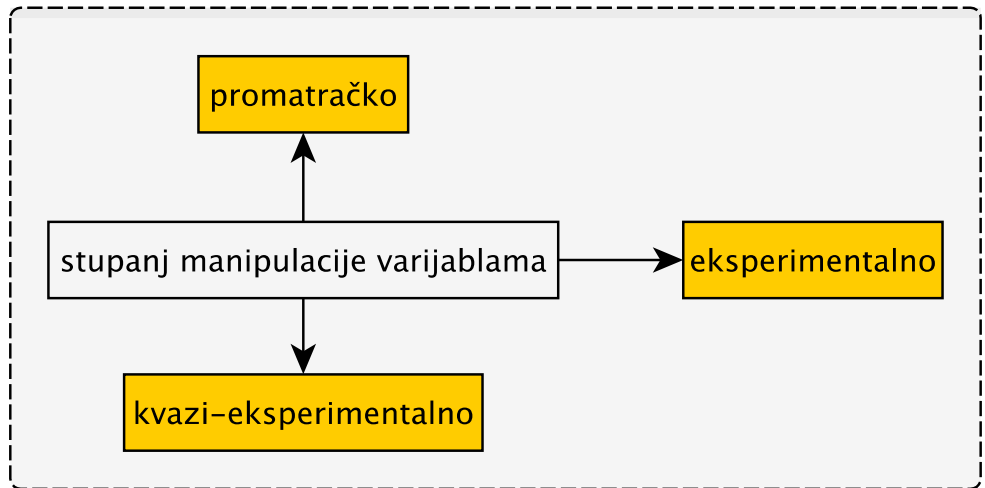 promatračko
stupanj manipulacije varijablama
eksperimentalno
kvazi-eksperimentalno